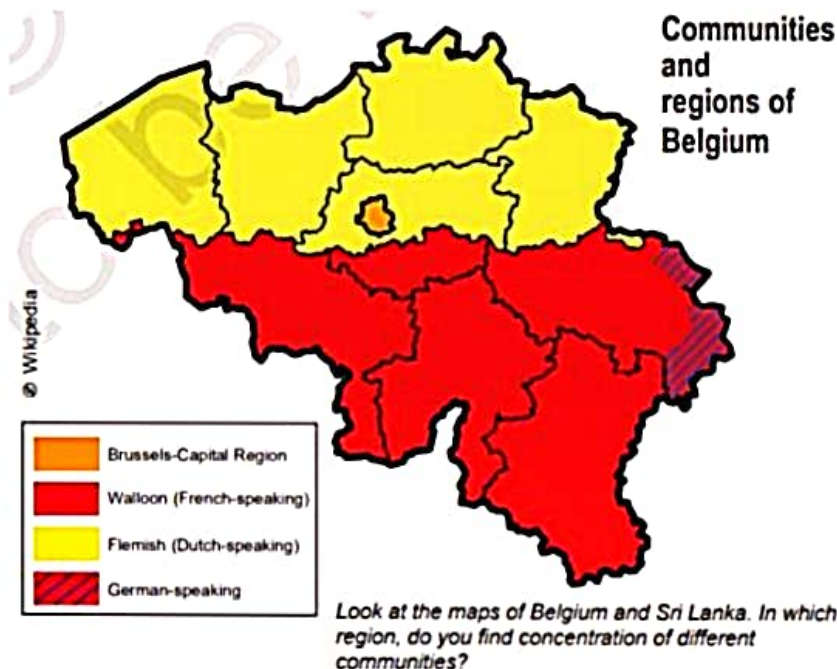 Communities
and
regions of
Belgium
© Wikipedia
Brussels-Capital Region
Walloon (French-speaking)
Flemish (Dutch-speaking)
German-speaking
Look at the maps of Belgium and Sri Lanka. In which
region, do you find concentration of different
communities?